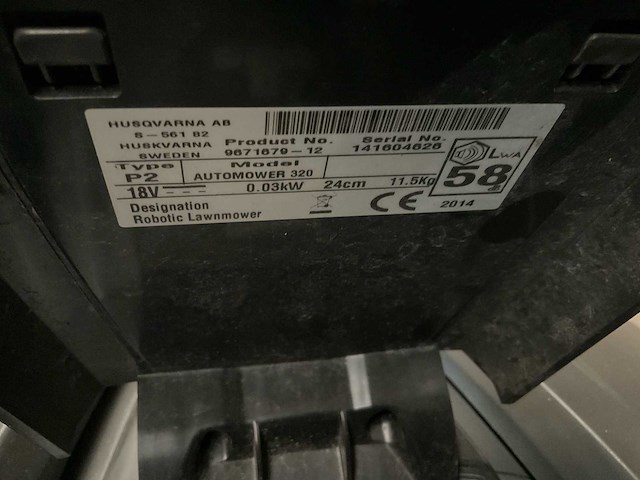 HUSQVARNA AB
S-561 82
HUSKVARNA
SWEDEN
Product No.
9671679-12
Serial No.
141604626
Type
P2
Model
AUTOMOWER 320
18V 0.03kW 24cm 11.5Kg
LWA
58
dB
Designation
Robotic Lawnmower
CE
2014